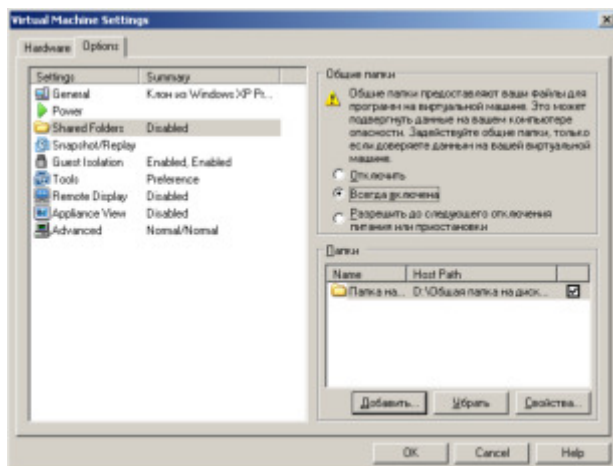 Virtual Machine Settings
Hardware Options
Settings Summary
General Клон из Windows XP Pr...
Power
Shared Folders Disabled
Snapshot/Replay
Guest Isolation Enabled, Enabled
Tools Preference
Remote Display Disabled
Appliance View Disabled
Advanced Normal/Normal
Общие папки
Общие папки предоставляют ваши файлы для
программ на виртуальной машине. Это может
подвергнуть данные на вашем компьютере
опасности. Задействуйте общие папки, только
если доверяете данным на вашей виртуальной
машине.
Отключить
Всегда включена
Разрешить до следующего отключения
питания или приостановки
Папки
Name Host Path
Папка на... D:\Общая папка на диск...
Добавить... Убрать Свойства...
OK Cancel Help